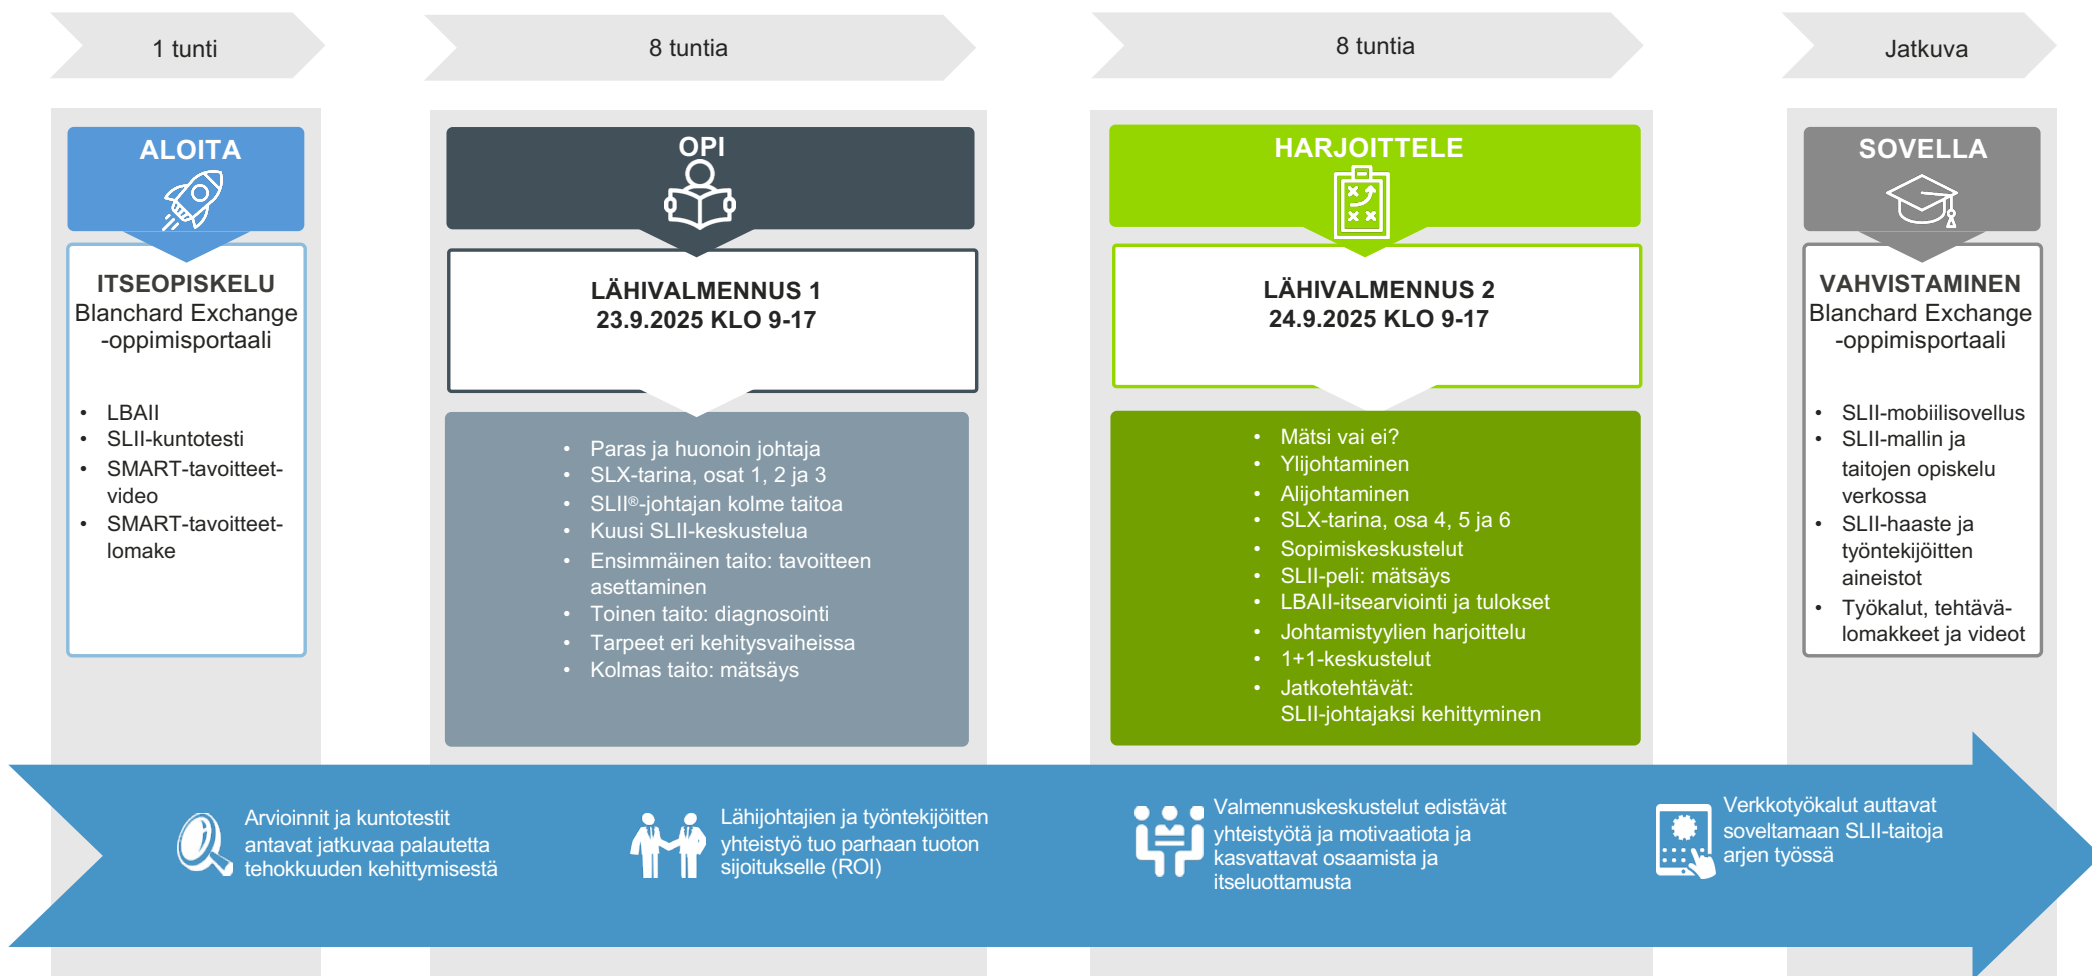 1 tunti
8 tuntia
8 tuntia
Jatkuva
ALOITA
ITSEOPISKELU
Blanchard Exchange
-oppimisportaali
• LBAII
• SLII-kuntotesti
• SMART-tavoitteet-
video
• SMART-tavoitteet-
lomake
OPI
LÄHIVALMENNUS 1
23.9.2025 KLO 9-17
• Paras ja huonoin johtaja
• SLX-tarina, osat 1, 2 ja 3
• SLII®-johtajan kolme taitoa
• Kuusi SLII-keskustelua
• Ensimmäinen taito: tavoitteen
asettaminen
• Toinen taito: diagnosointi
• Tarpeet eri kehitysvaiheissa
• Kolmas taito: mätsäys
HARJOITTELE
LÄHIVALMENNUS 2
24.9.2025 KLO 9-17
• Mätsi vai ei?
• Ylijohtaminen
• Alijohtaminen
• SLX-tarina, osa 4, 5 ja 6
• Sopimiskeskustelut
• SLII-peli: mätsäys
• LBAII-itsearviointi ja tulokset
• Johtamistyylien harjoittelu
• 1+1-keskustelut
• Jatkotehtävät:
SLII-johtajaksi kehittyminen
SOVELLA
VAHVISTAMINEN
Blanchard Exchange
-oppimisportaali
• SLII-mobiilisovellus
• SLII-mallin ja
taitojen opiskelu
verkossa
• SLII-haaste ja
työntekijöitten
aineistot
• Työkalut, tehtävä-
lomakkeet ja videot
Arvioinnit ja kuntotestit
antavat jatkuvaa palautetta
tehokkuuden kehittymisestä
Lähijohtajien ja työntekijöitten
yhteistyö tuo parhaan tuoton
sijoitukselle (ROI)
Valmennuskeskustelut edistävät
yhteistyötä ja motivaatiota ja
kasvattavat osaamista ja
itseluottamusta
Verkkotyökalut auttavat
soveltamaan SLII-taitoja
arjen työssä